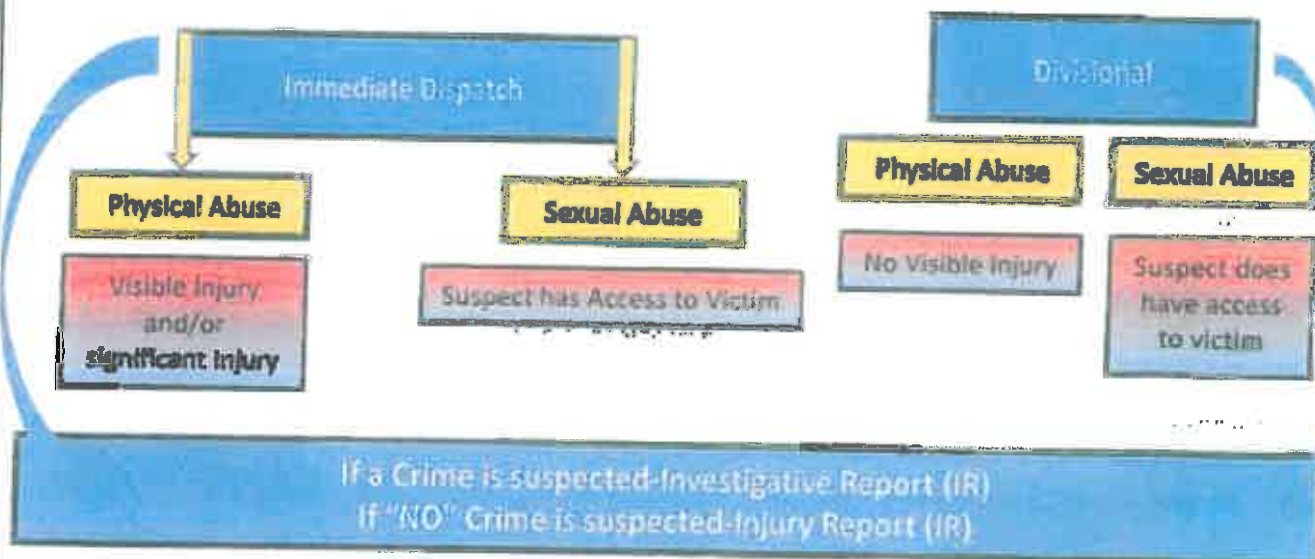 Immediate Dispatch
Divisional
Physical Abuse
Sexual Abuse
Physical Abuse
Sexual Abuse
Visible Injury
and/or
significant Injury
Suspect has Access to Victim
No Visible Injury
Suspect does
have access
to victim
If a Crime is suspected-Investigative Report (IR)
If "NO" Crime is suspected-Injury Report (IR)